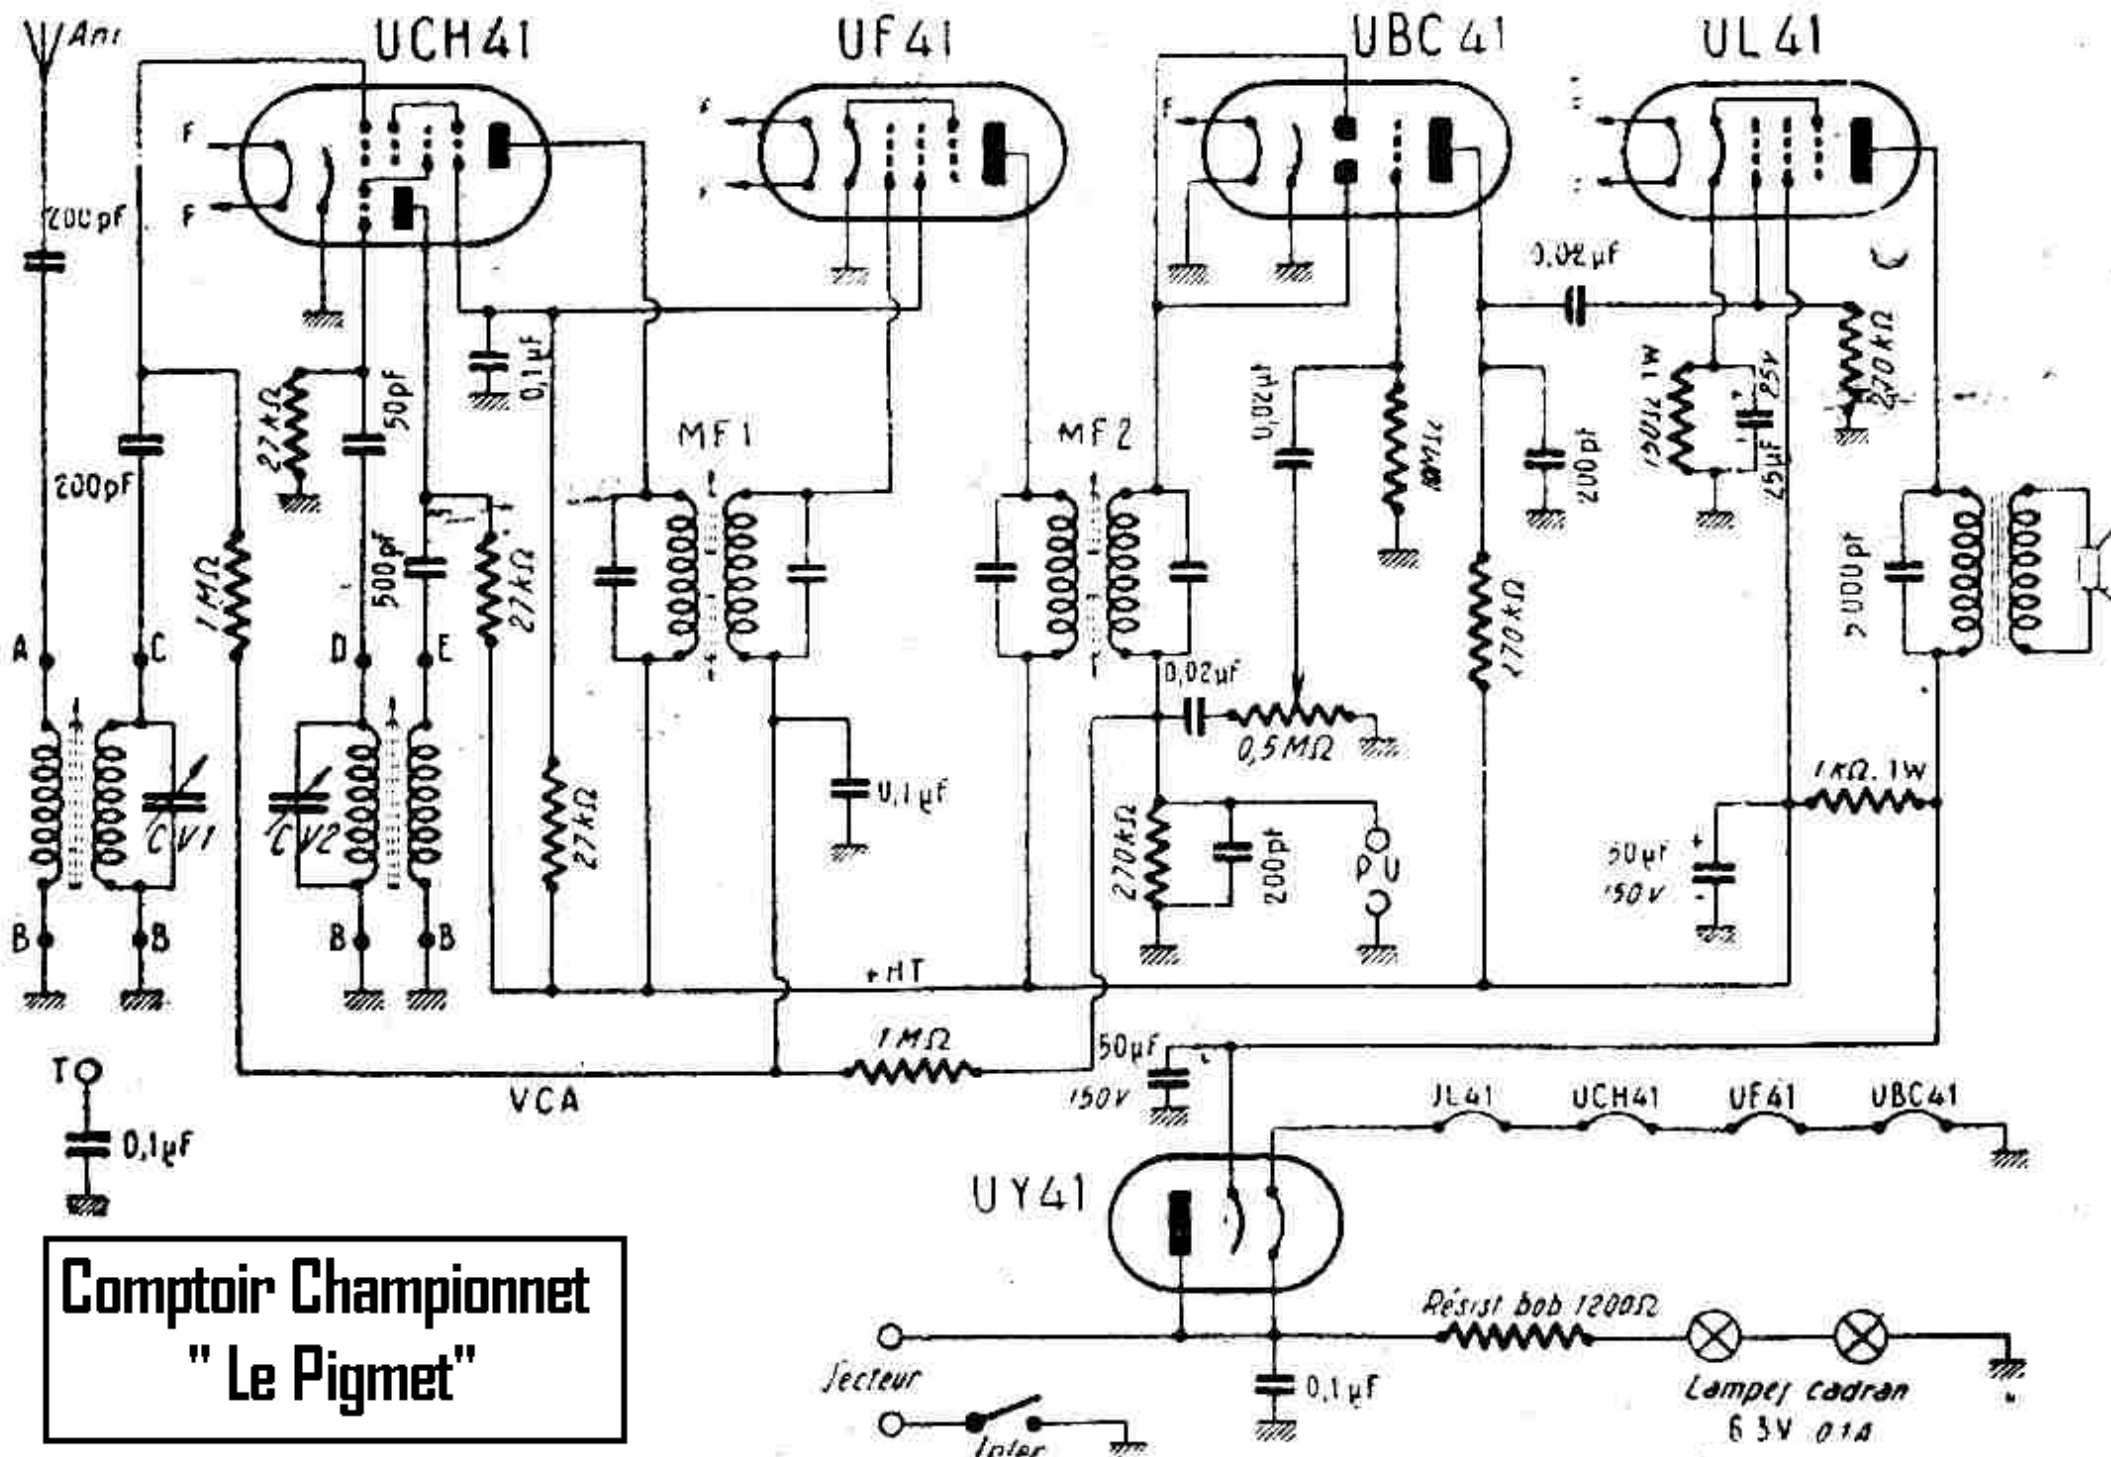 Ant
UCH41
UF41
UBC41
UL41
F
F
F
200pF
0,02µF
0,1µF
27kΩ
50pF
270kΩ
1W
25V
25µF
MF1
MF2
0,02µF
200pF
200pF
500pF
27kΩ
1MΩ
A
C
D
E
0,02µF
0,5MΩ
1kΩ. 1W
CV1
CV2
27kΩ
0,1µF
270kΩ
200pf
PU
50µF
150V
B
B
B
B
+HT
1MΩ
VCA
50µF
150V
T
0,1µF
UCH41
UF41
UBC41
UY41
Comptoir Championnet
" Le Pigmet"
Résist bob 1200Ω
Secteur
0,1µF
Lampes cadran
6 3V 0.1A
Inter